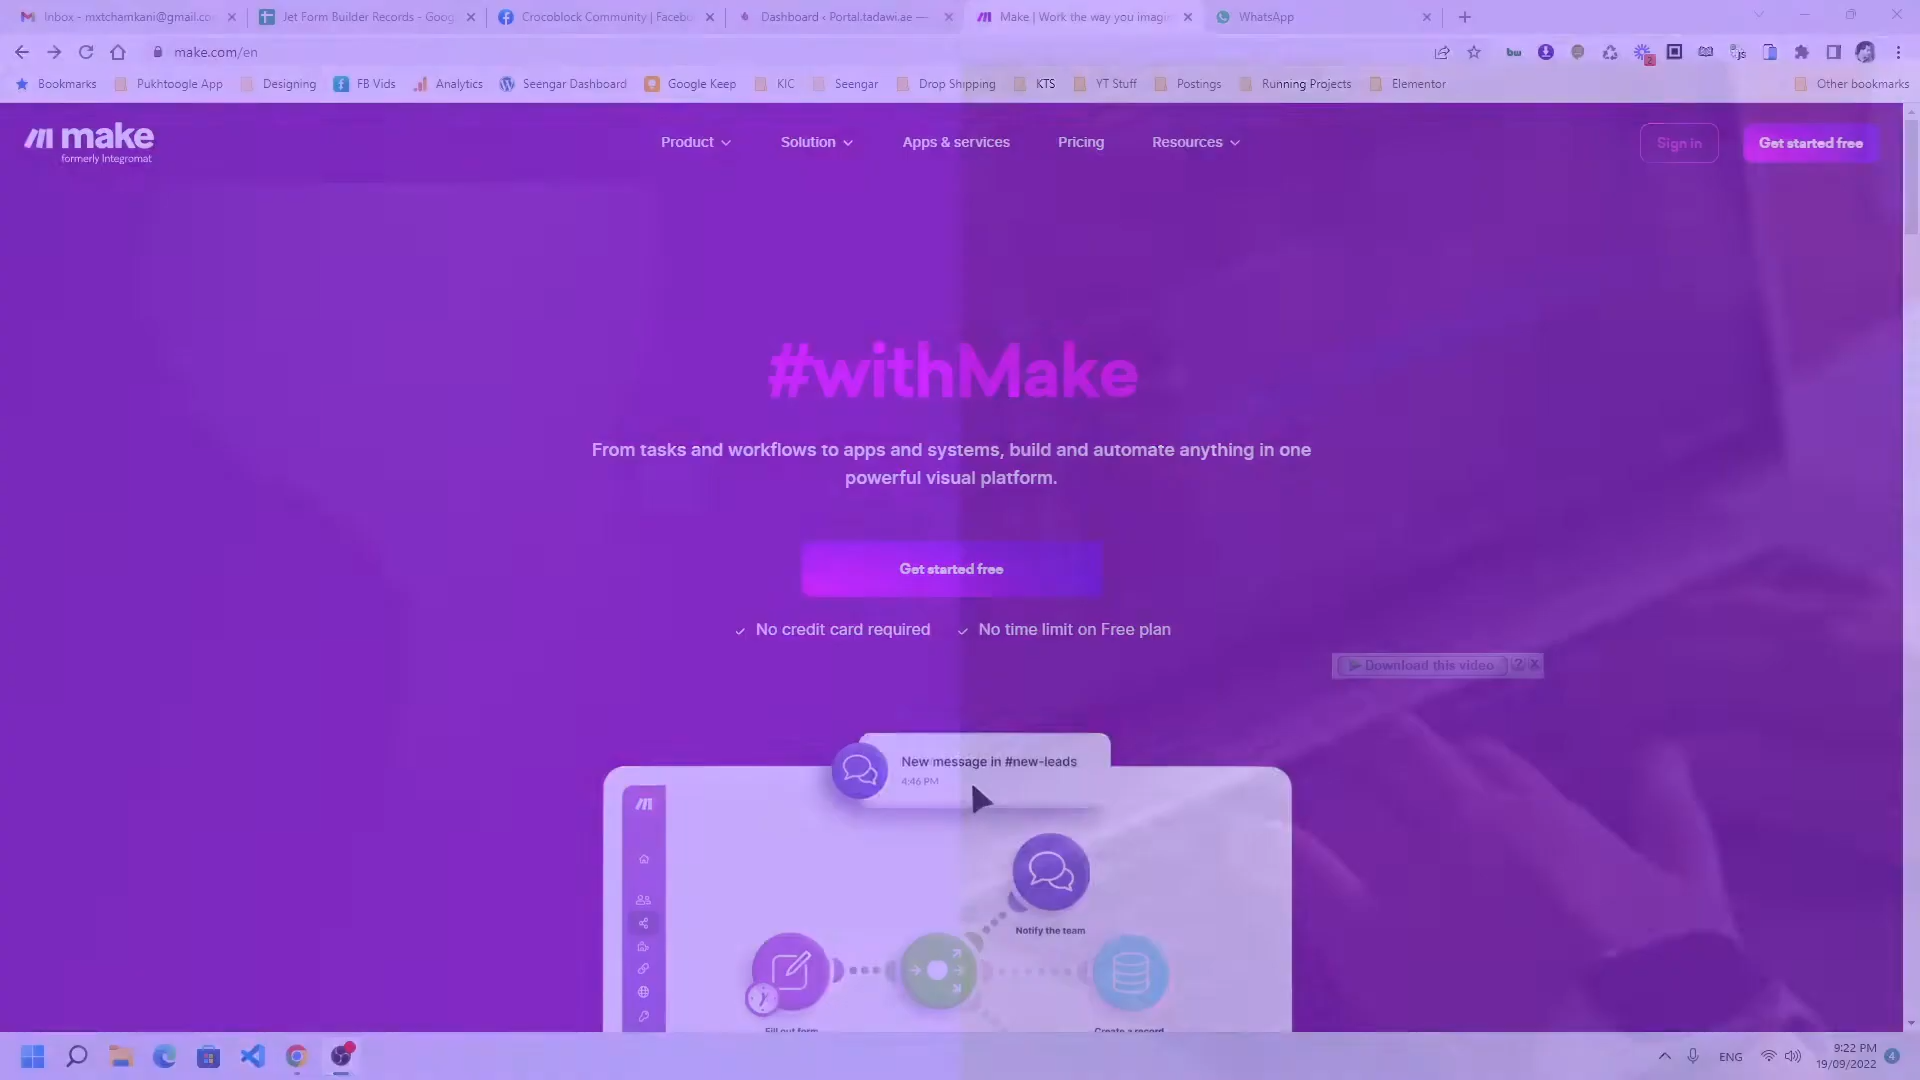 Inbox - mxtchamkani@gmail.co
Jet Form Builder Records - Goog
Crocoblock Community | Facebo
Dashboard ‹ Portal.tadawi.ae —
Make | Work the way you imagi
WhatsApp
make.com/en
Bookmarks
Pukhtoogle App
Designing
FB Vids
Analytics
Seengar Dashboard
Google Keep
KIC
Seengar
Drop Shipping
KTS
YT Stuff
Postings
Running Projects
Elementor
Other bookmarks
make
formerly Integromat
Product
Solution
Apps & services
Pricing
Resources
Sign in
Get started free
#withMake
From tasks and workflows to apps and systems, build and automate anything in one
powerful visual platform.
Get started free
No credit card required
No time limit on Free plan
Download this video
? X
New message in #new-leads
4:46 PM
Notify the team
Fill out form
Create a record
ENG
9:22 PM
19/09/2022
4